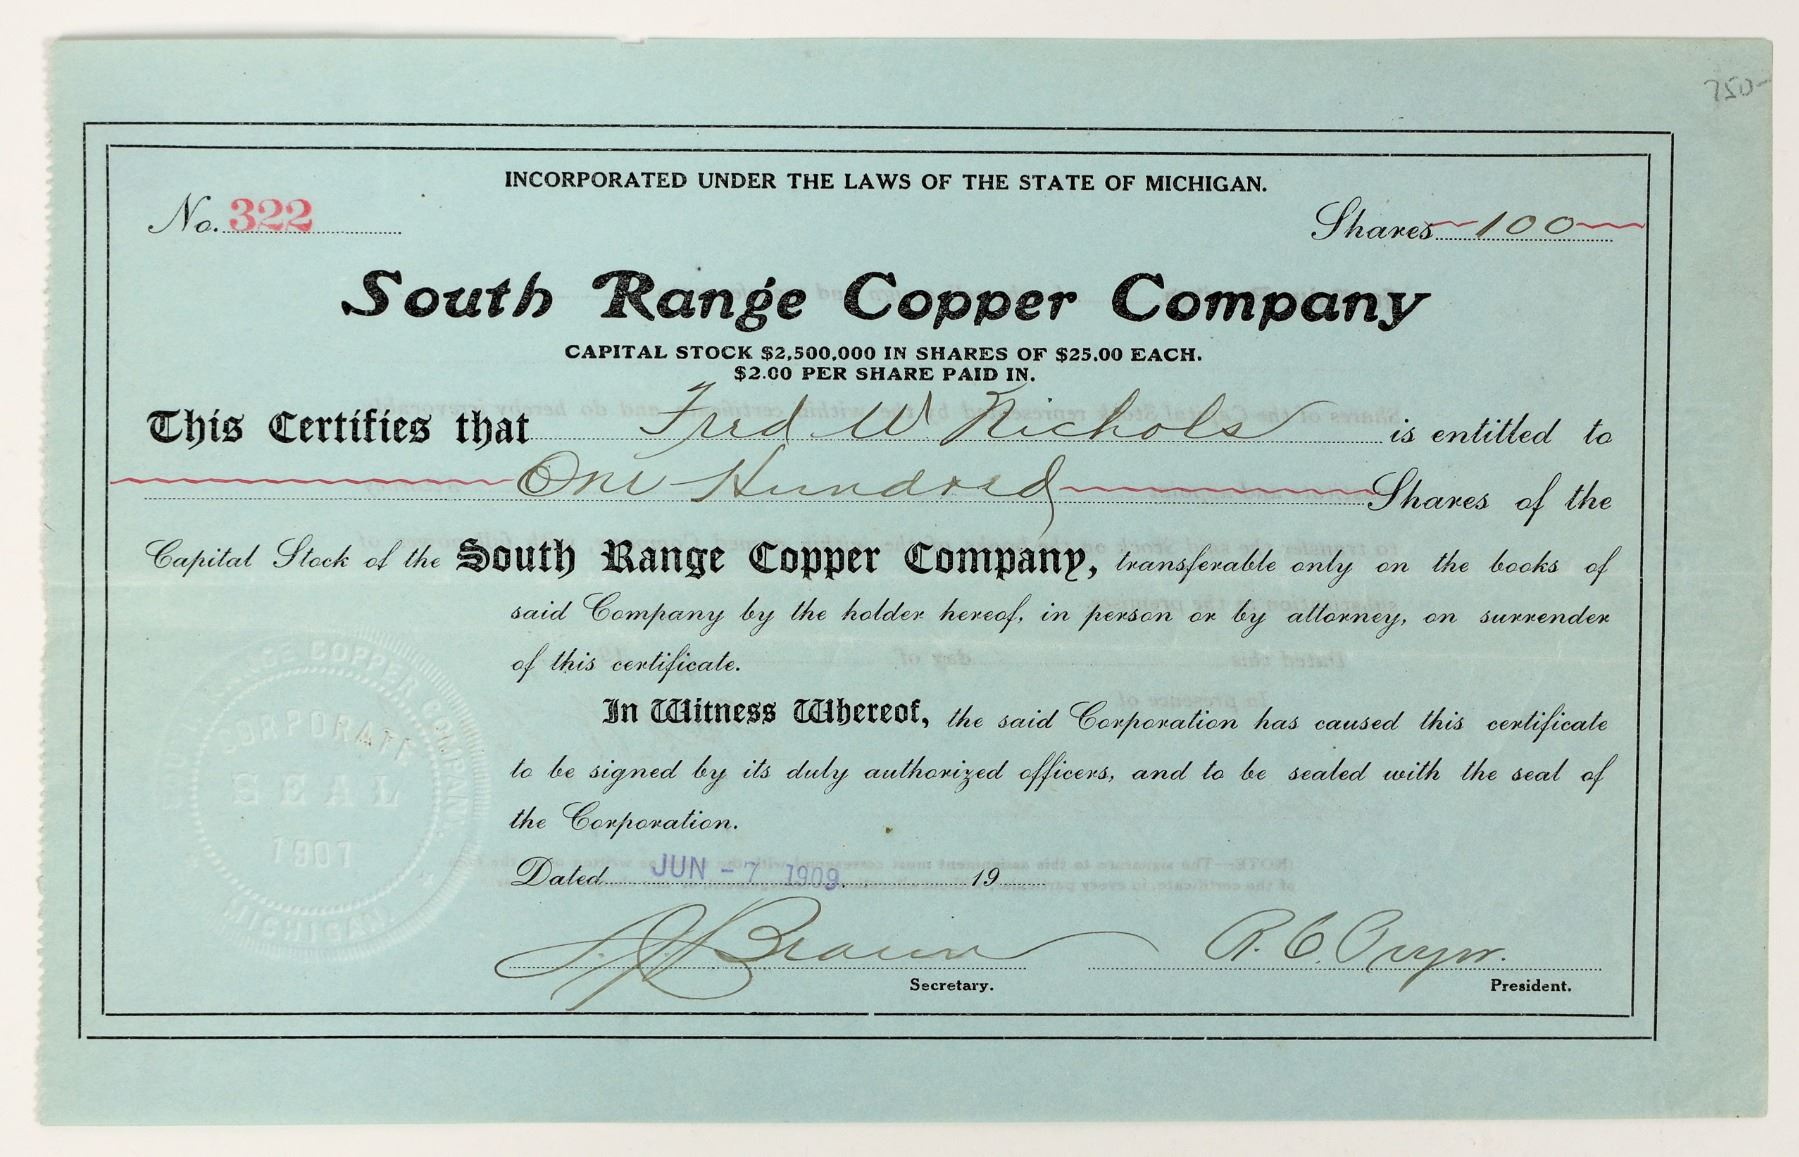 750-
INCORPORATED UNDER THE LAWS OF THE STATE OF MICHIGAN.
No. 322
Shares 100
South Range Copper Company
CAPITAL STOCK $2,500,000 IN SHARES OF $25.00 EACH.
$2.00 PER SHARE PAID IN.
This Certifies that Fred W Nichols is entitled to
One Hundred Shares of the
Capital Stock of the South Range Copper Company, transferable only on the books of
said Company by the holder hereof, in person or by attorney, on surrender
of this certificate.
In Witness Whereof, the said Corporation has caused this certificate
to be signed by its duly authorized officers, and to be sealed with the seal of
the Corporation.
RANGE COPPER COMPANY.
CORPORATE
SEAL
1901
MICHIGAN.
Dated JUN - 7 1909. 19
Secretary.
R. C. Pryor.
President.